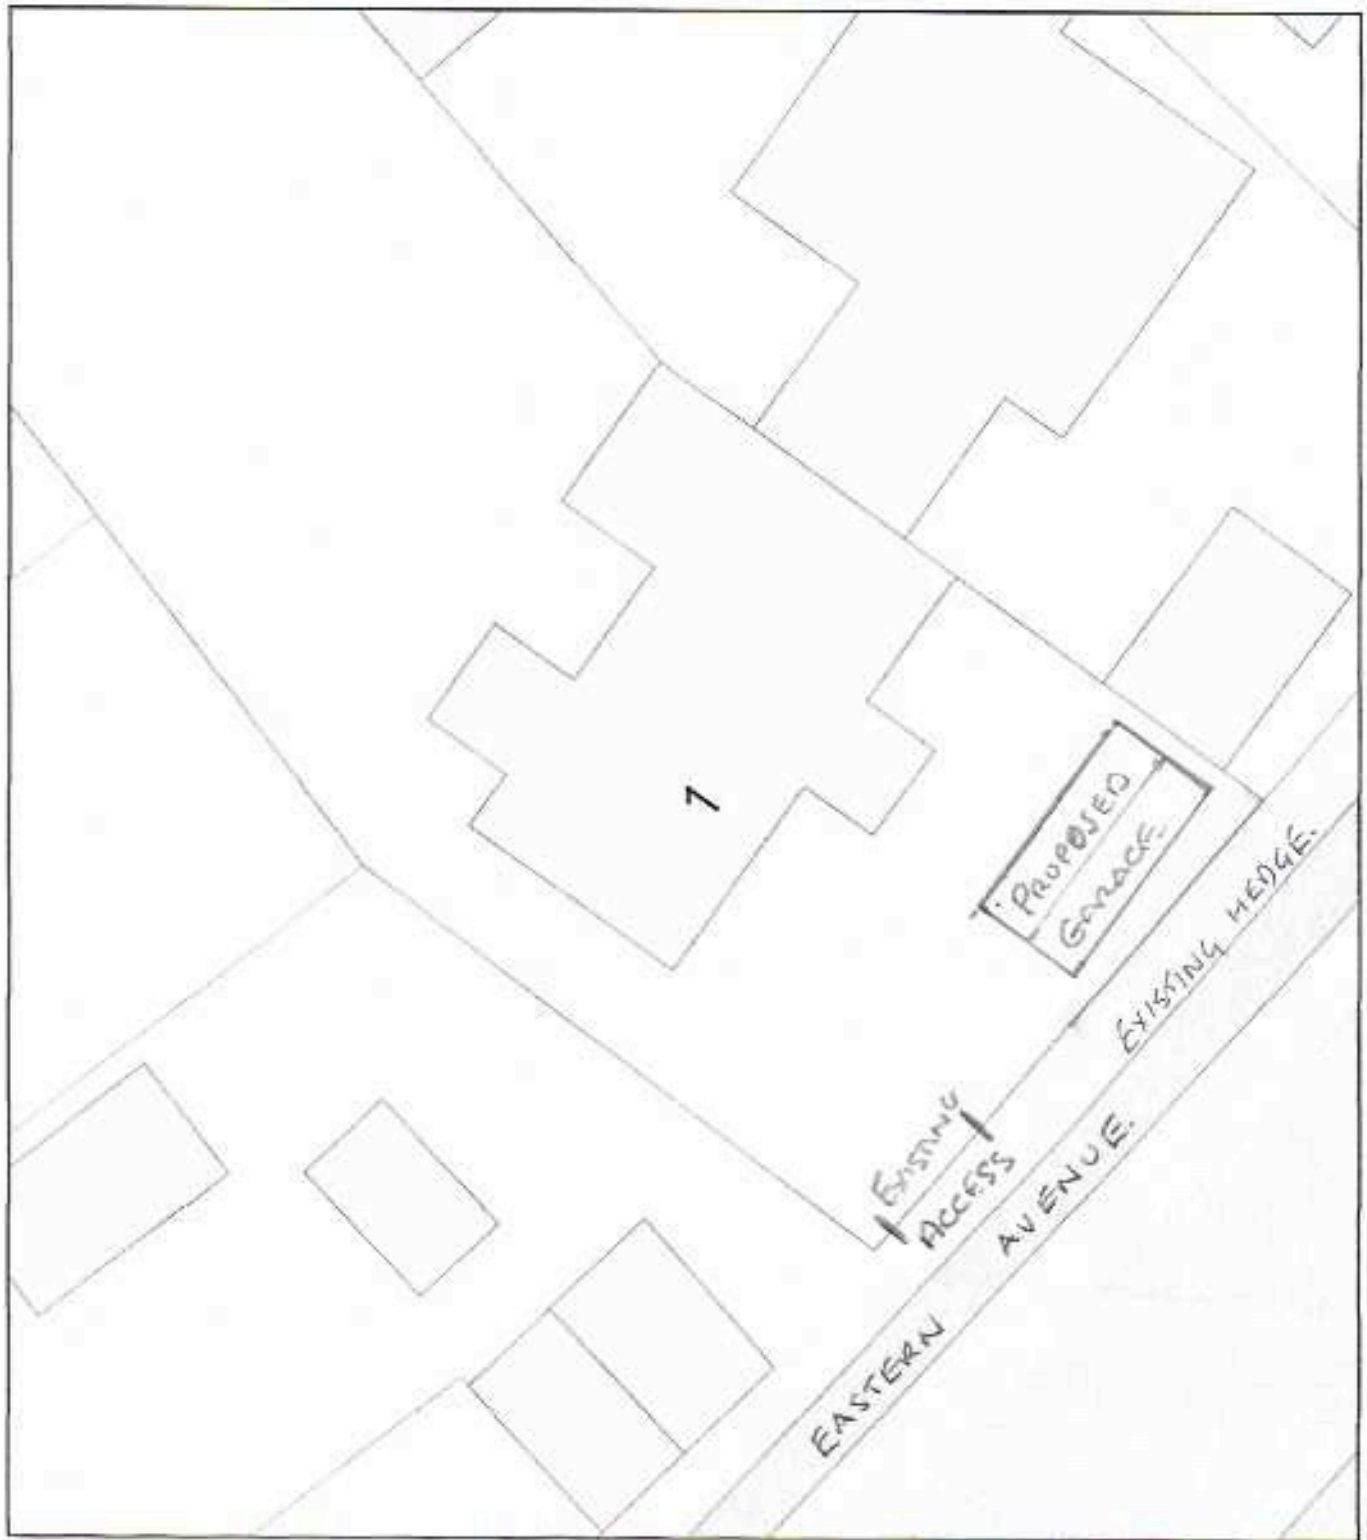 1
PROPOSED
GARAGE.
EXISTING HEDGE.
EXISTING
ACCESS
EASTERN AVENUE.